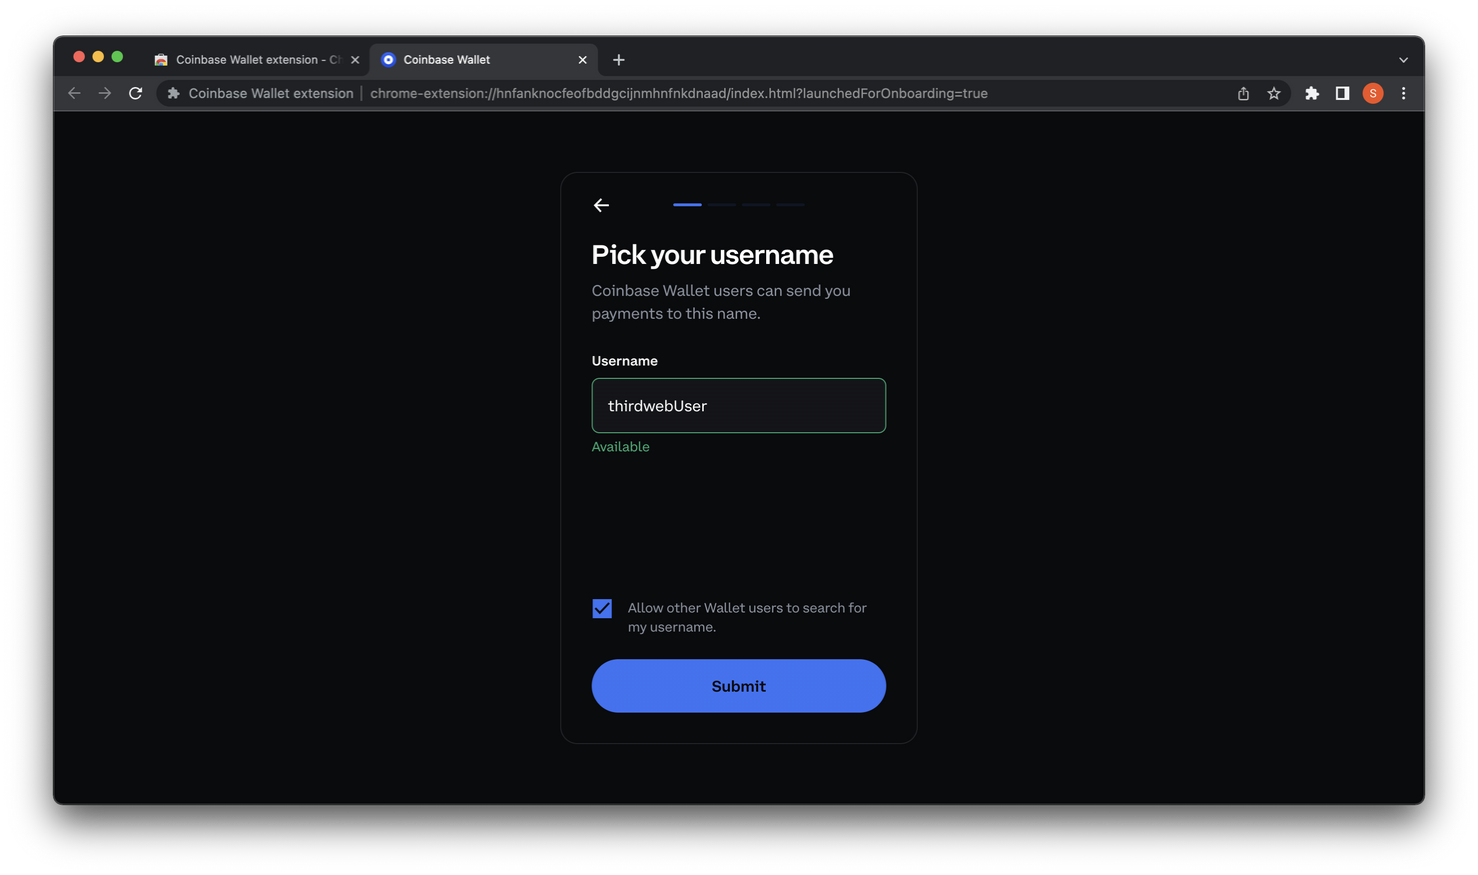 Coinbase Wallet extension - Ch
Coinbase Wallet
Coinbase Wallet extension | chrome-extension://hnfanknocfeofbddgcijnmhnfnkdnaad/index.html?launchedForOnboarding=true
S
Pick your username
Coinbase Wallet users can send you
payments to this name.
Username
thirdwebUser
Available
Allow other Wallet users to search for
my username.
Submit